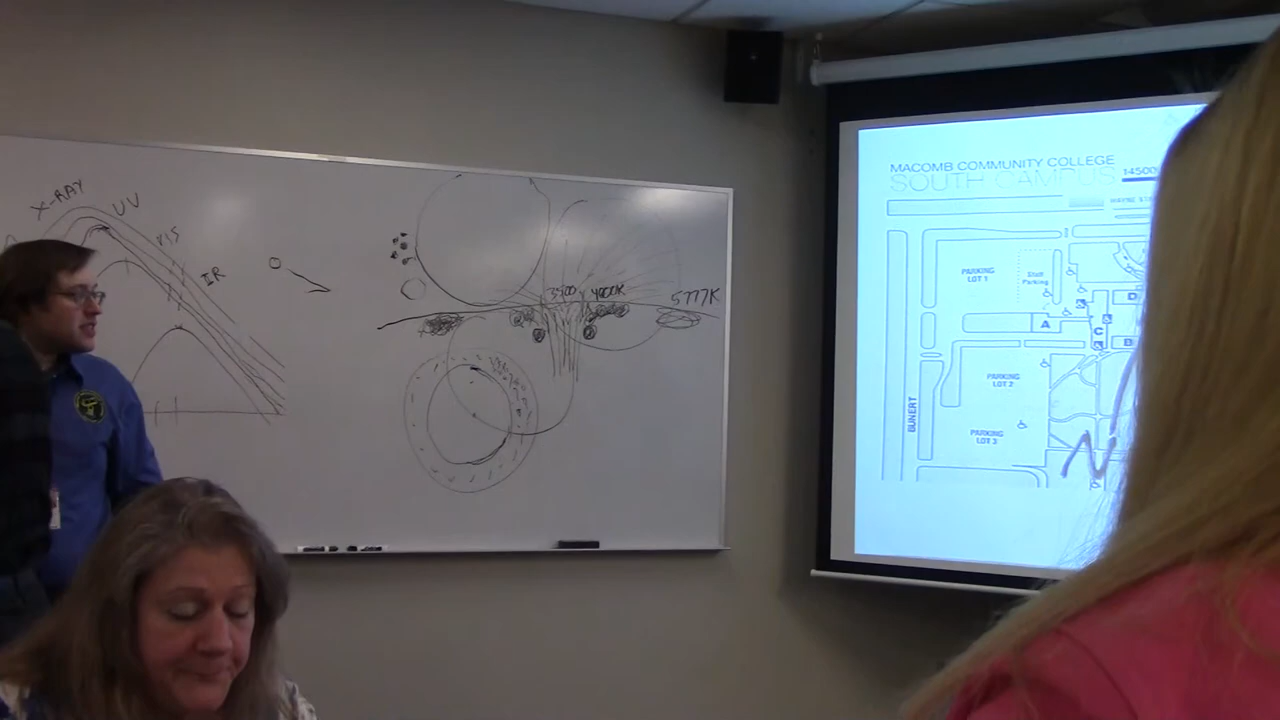 X-RAY
UV
VIS
IR
3500
4000K
5777K
MACOMB COMMUNITY COLLEGE
SOUTH CAMPUS
14500
PARKING
LOT 1
Staff
Parking
A
C
D
B
PARKING
LOT 2
BUNERT
PARKING
LOT 3